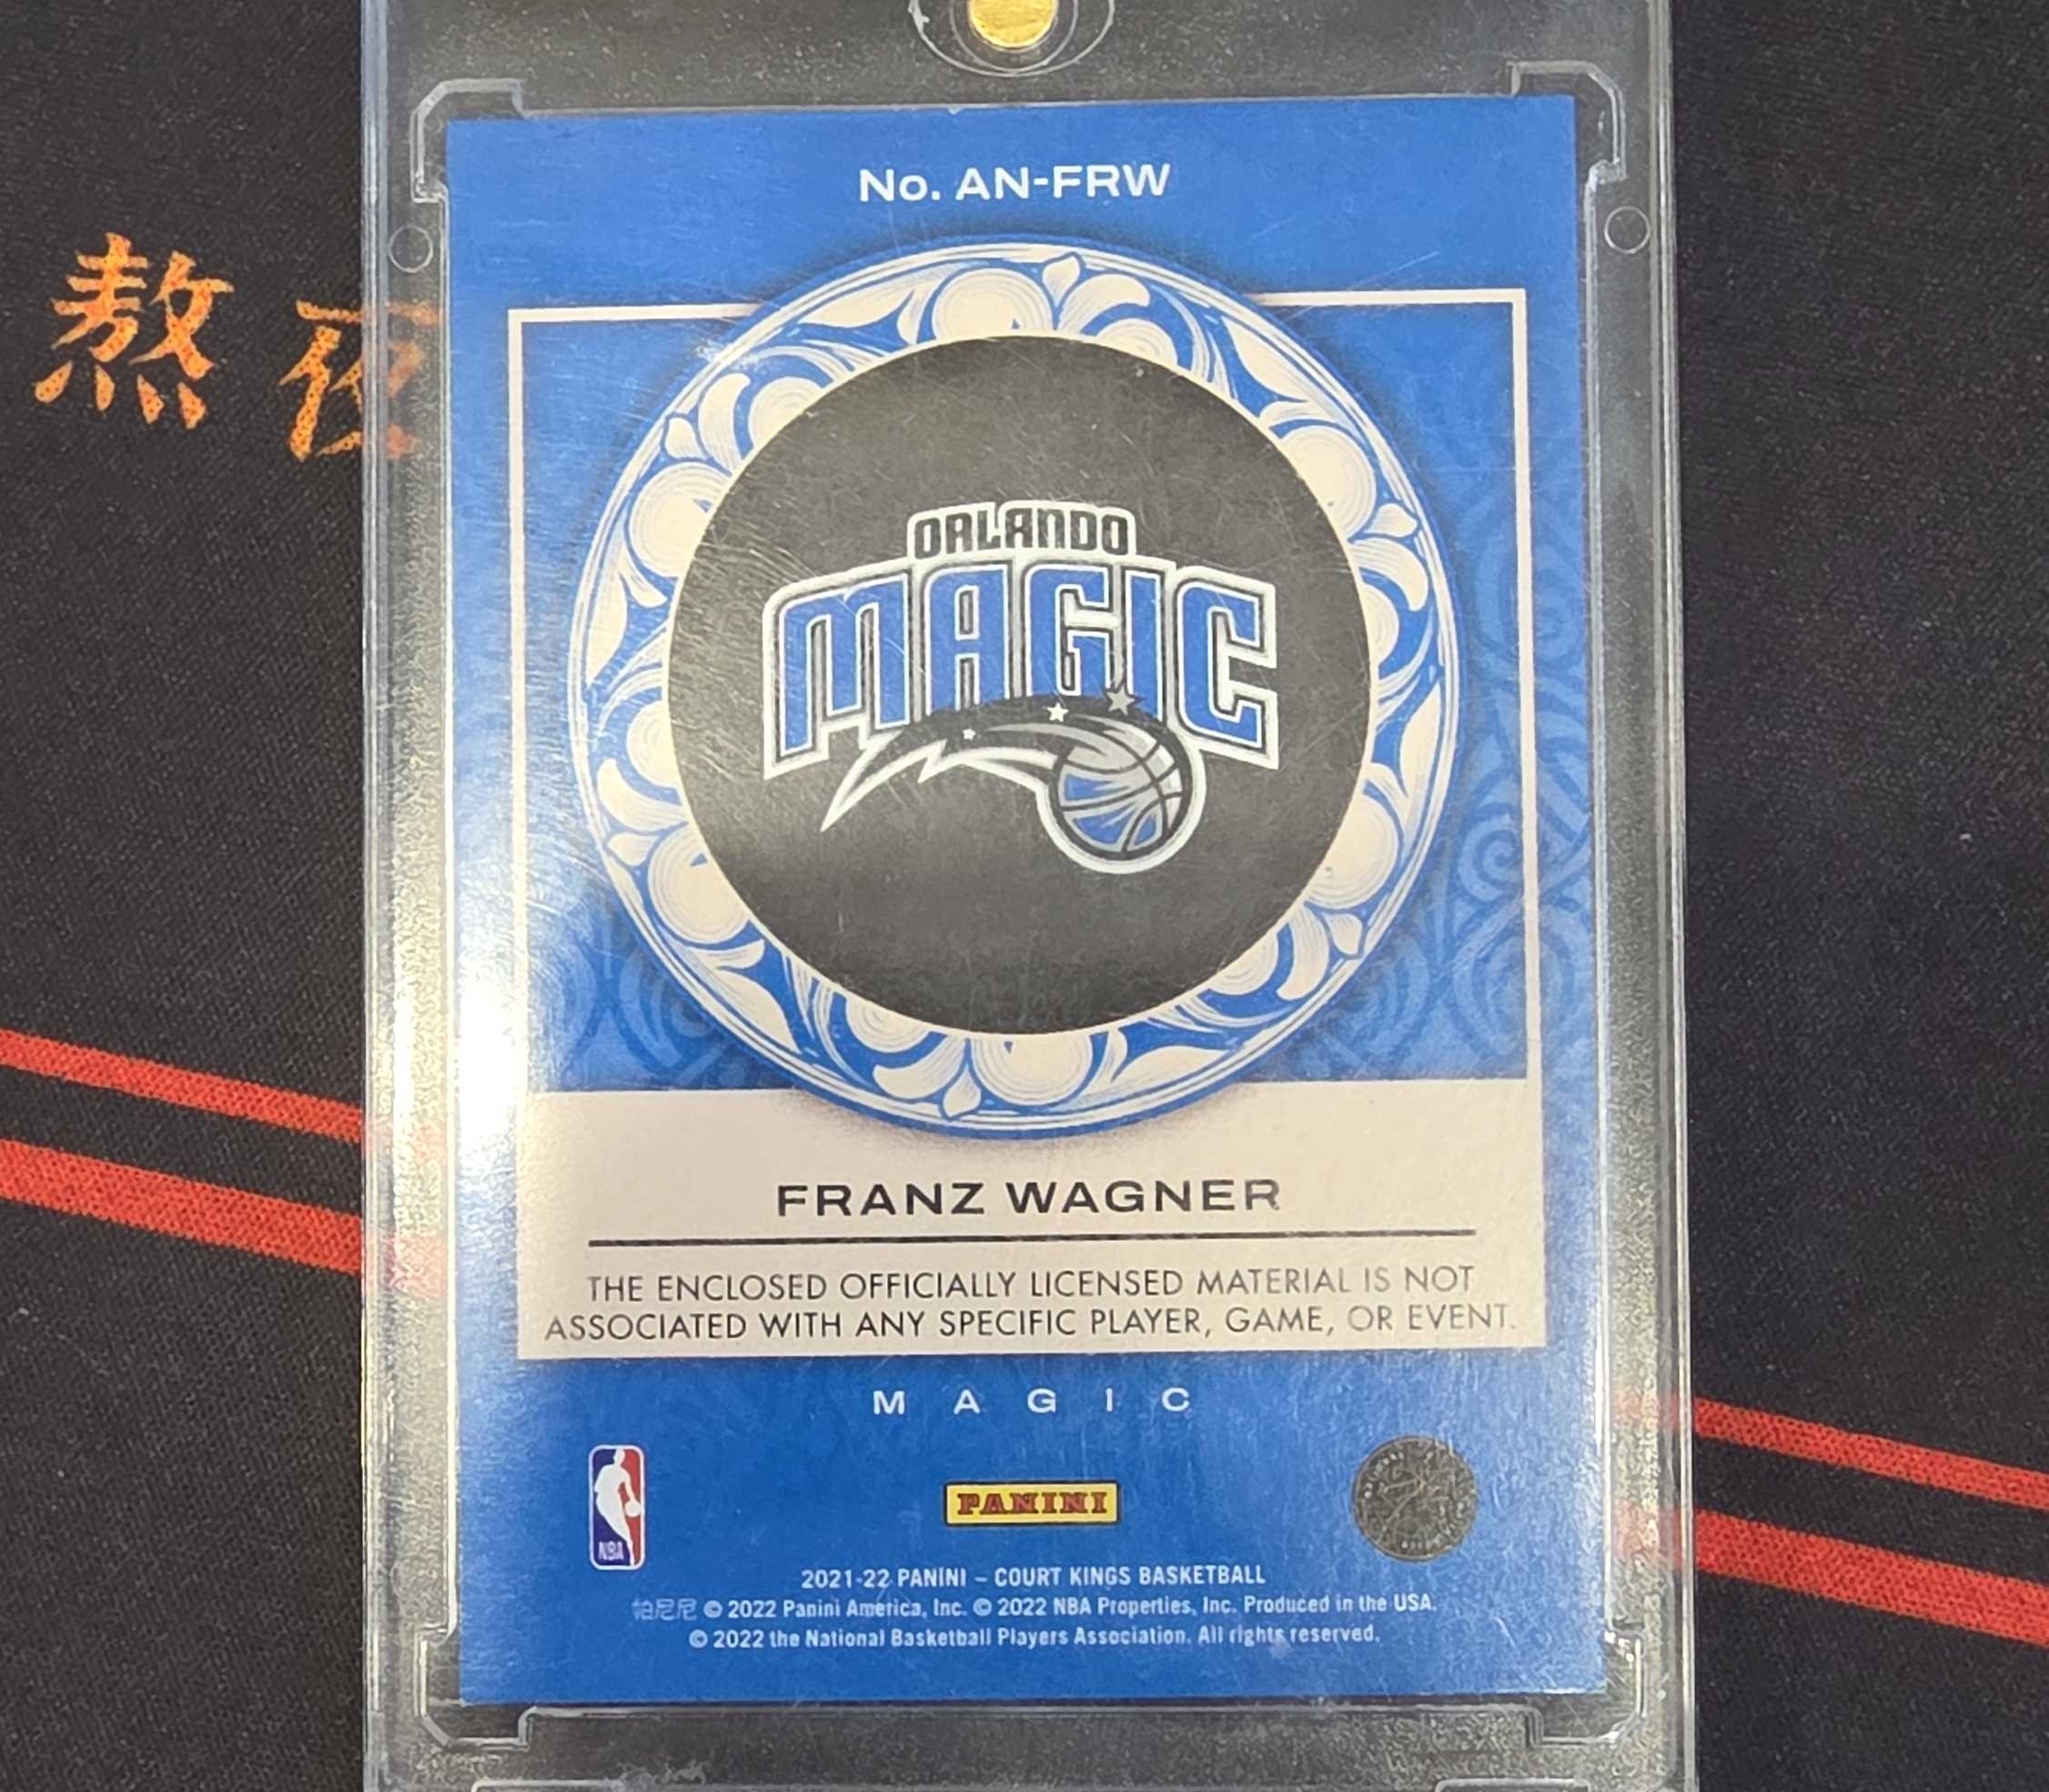 No. AN-FRW
熬夜
ORLANDO
MAGIC
FRANZ WAGNER
THE ENCLOSED OFFICIALLY LICENSED MATERIAL IS NOT
ASSOCIATED WITH ANY SPECIFIC PLAYER, GAME, OR EVENT.
MAGIC
NBA
PANINI
2021-22 PANINI – COURT KINGS BASKETBALL
帕尼尼 © 2022 Panini America, Inc. © 2022 NBA Properties, Inc. Produced in the USA.
© 2022 the National Basketball Players Association. All rights reserved.